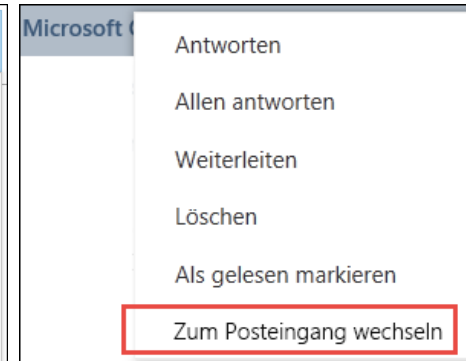 Microsoft
Antworten
Allen antworten
Weiterleiten
Löschen
Als gelesen markieren
Zum Posteingang wechseln